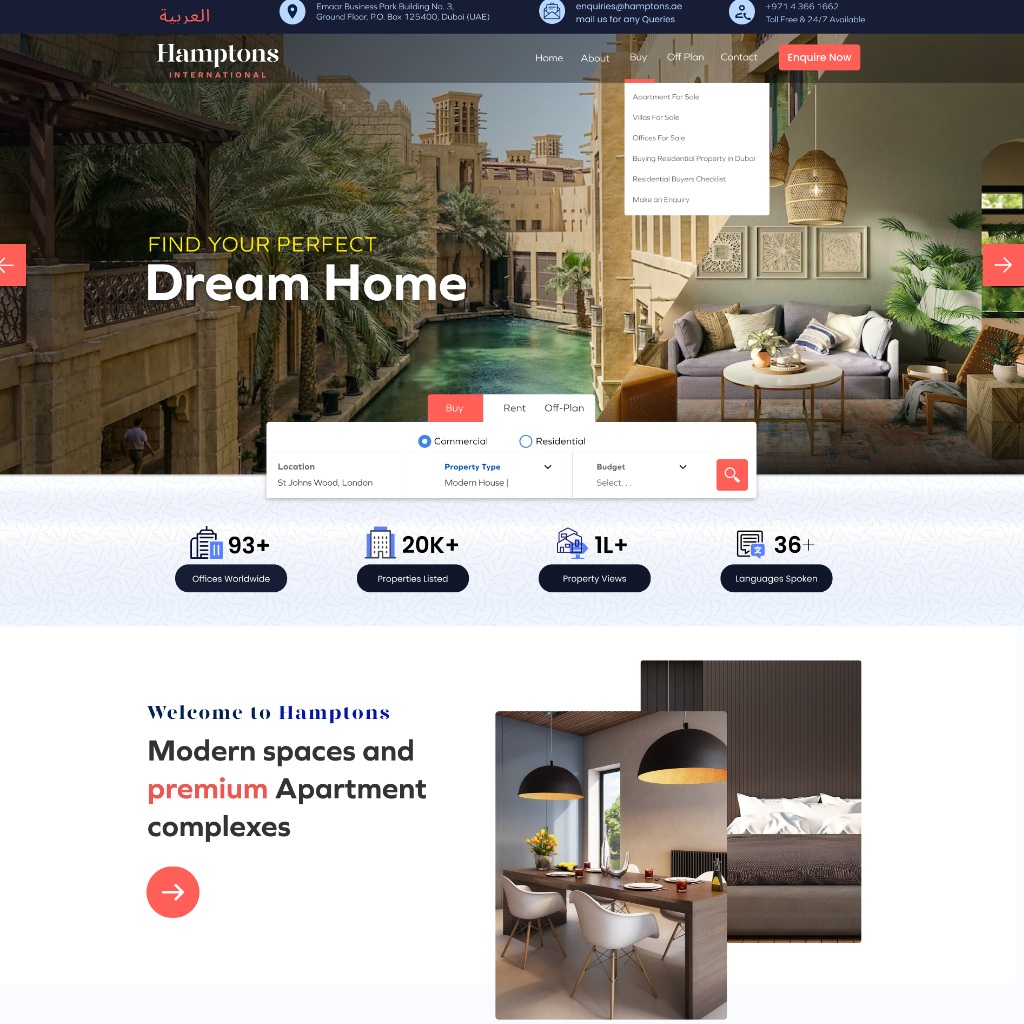 العربية
Emaar Business Park Building No. 3,
Ground Floor, P.O. Box 125400, Dubai (UAE)
enquiries@hamptons.ae
mail us for any Queries
+971 4 366 1662
Toll Free & 24/7 Available
Hamptons
INTERNATIONAL
Home About Buy Off Plan Contact Enquire Now
Apartment For Sale
Villas For Sale
Offices For Sale
Buying Residential Property in Dubai
Residential Buyers Checklist
Make an Enquiry
FIND YOUR PERFECT
Dream Home
Buy Rent Off-Plan
Commercial Residential
Location Property Type Budget
St Johns Wood, London Modern House | Select. . .
93+ 20K+ 1L+ 36+
Offices Worldwide Properties Listed Property Views Languages Spoken
Welcome to Hamptons
Modern spaces and
premium Apartment
complexes